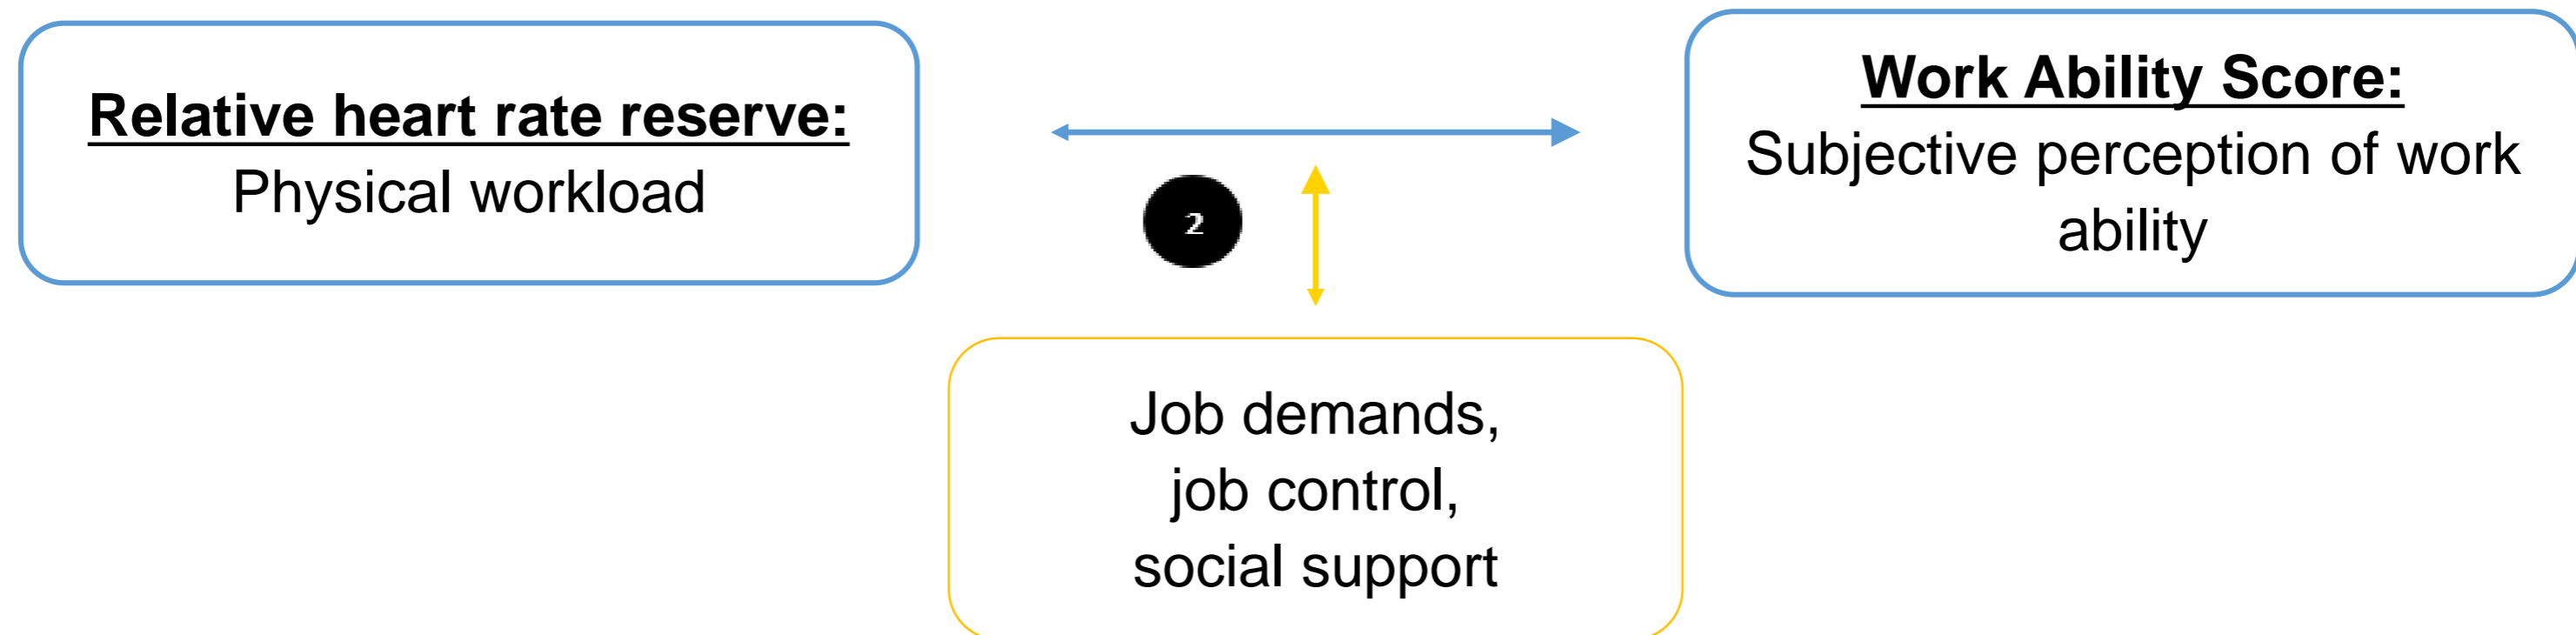 Relative heart rate reserve:
Physical workload
Work Ability Score:
Subjective perception of work
ability
2
Job demands,
job control,
social support